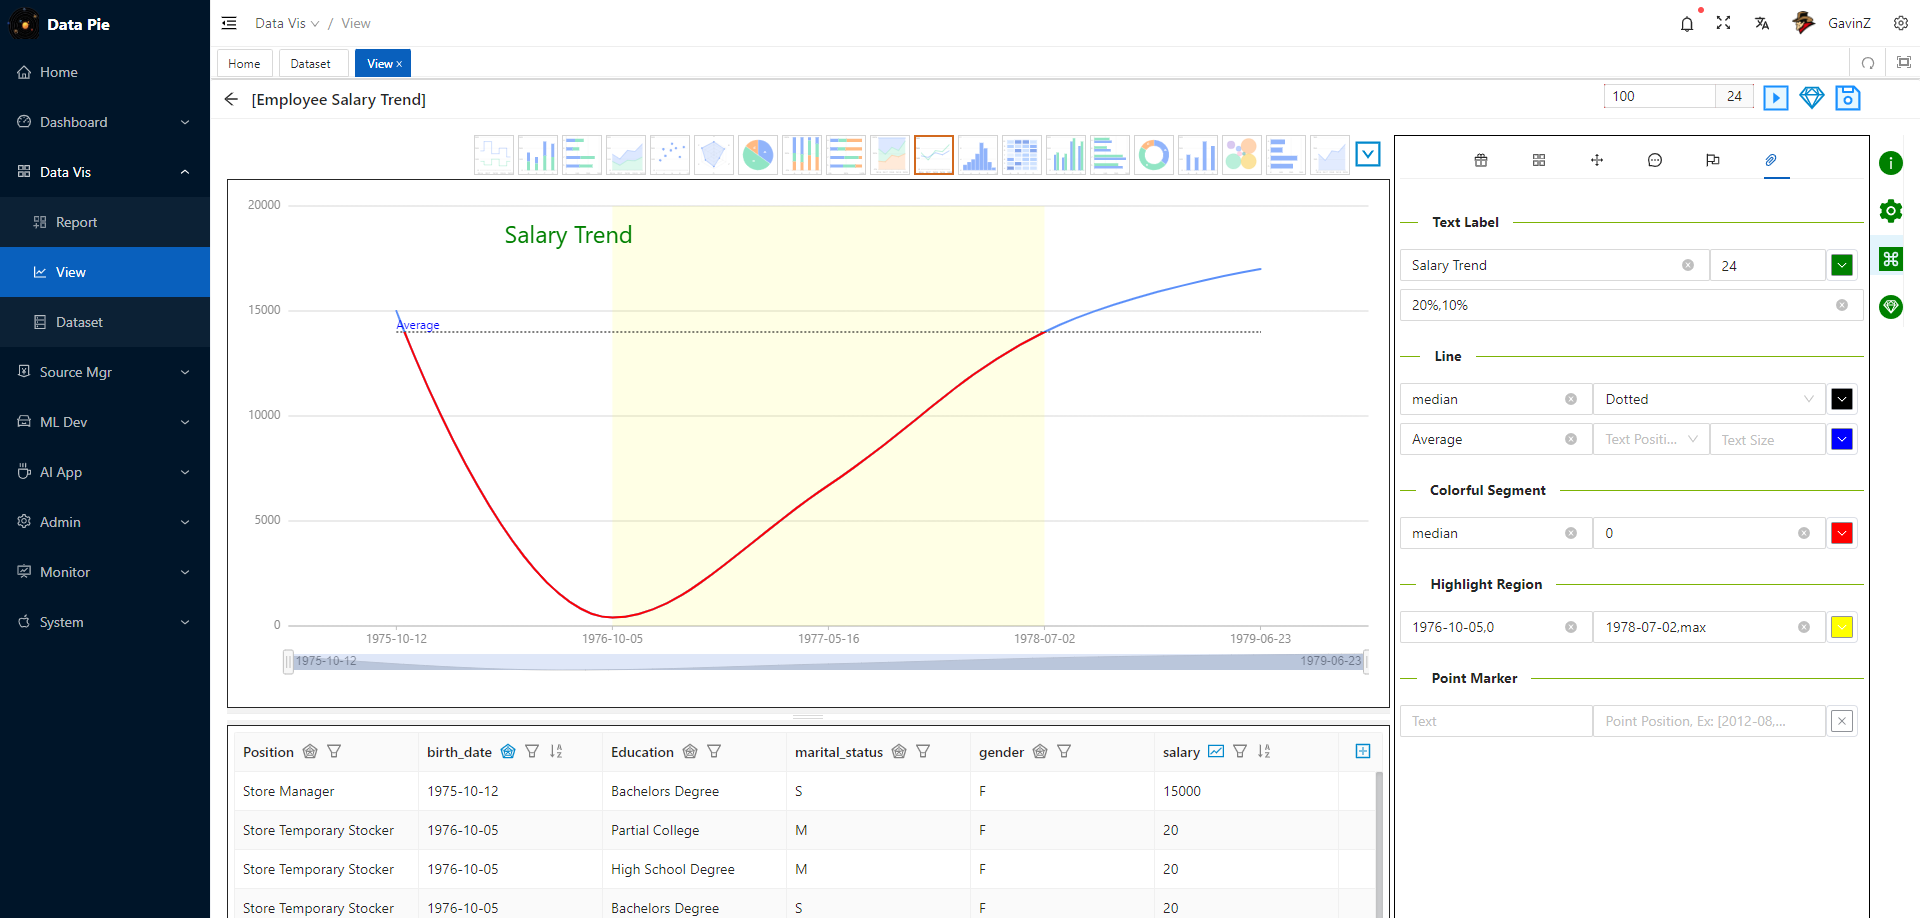 Data Pie
Data Vis / View
GavinZ
Home
Dataset
View ×
Home
Dashboard
Data Vis
Report
View
Dataset
Source Mgr
ML Dev
AI App
Admin
Monitor
System
[Employee Salary Trend]
100
24
Salary Trend
20000
15000
10000
5000
0
Average
1975-10-12
1976-10-05
1977-05-16
1978-07-02
1979-06-23
1975-10-12
1979-06-23
Text Label
Salary Trend
24
20%,10%
Line
median
Dotted
Average
Text Positi...
Text Size
Colorful Segment
median
0
Highlight Region
1976-10-05,0
1978-07-02,max
Point Marker
Text
Point Position, Ex: [2012-08,...
Position birth_date Education marital_status gender salary
Store Manager 1975-10-12 Bachelors Degree S F 15000
Store Temporary Stocker 1976-10-05 Partial College M F 20
Store Temporary Stocker 1976-10-05 High School Degree M F 20
Store Temporary Stocker 1976-10-05 Bachelors Degree S F 20